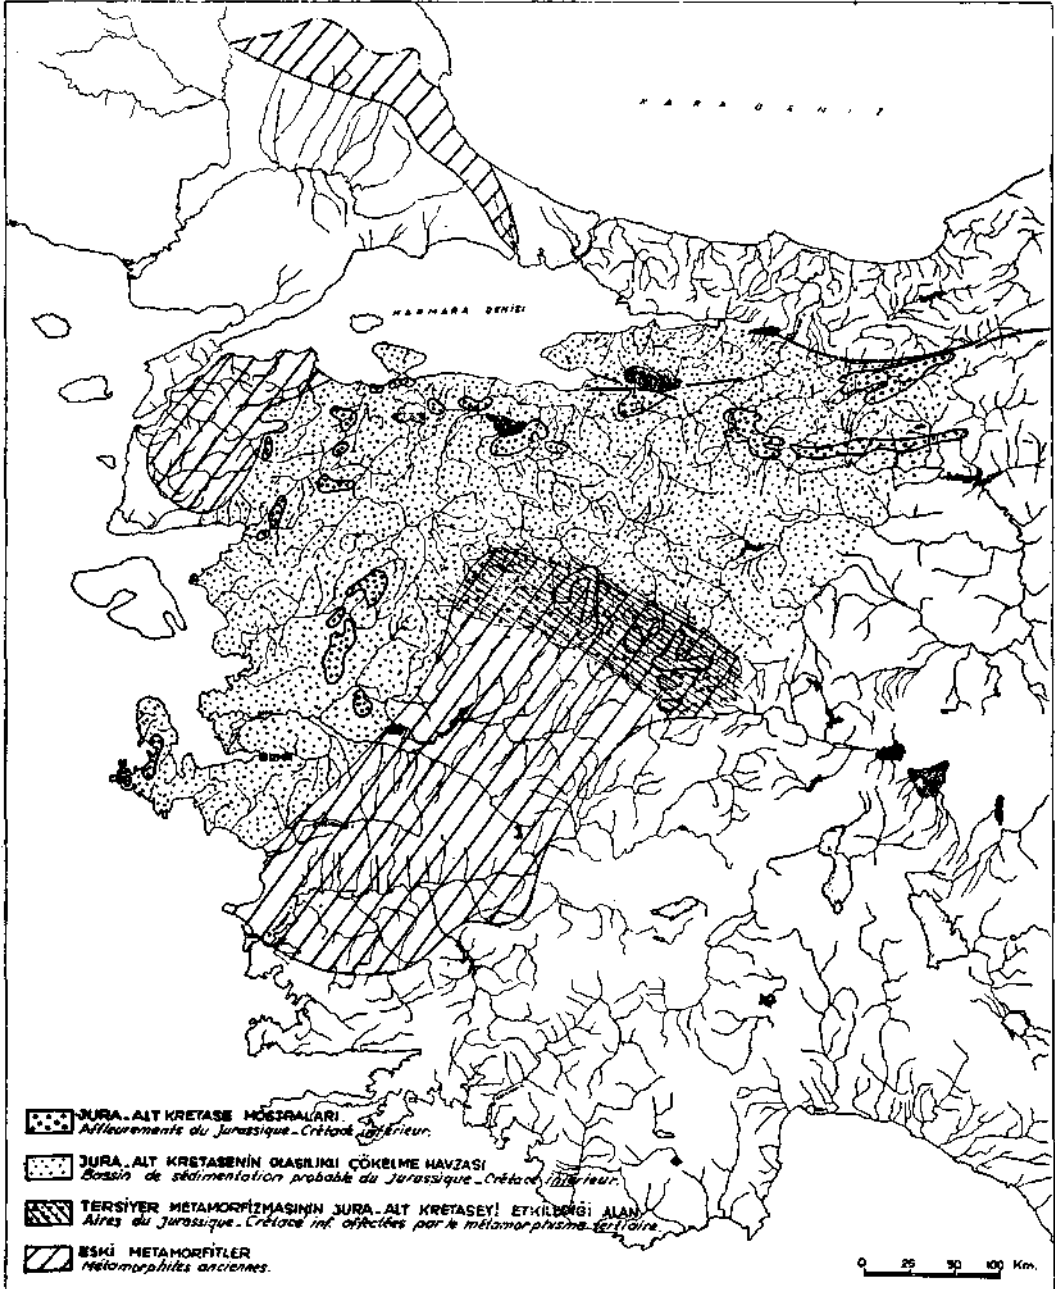 KARADENİZ
MARMARA DENİSİ
JURA-ALT KRETASE MOSTRALARI
Affleurements du Jurassique-Crétacé inférieur.
JURA-ALT KRETASENİN OLASILIKLI ÇÖKELME HAVZASI
Bassin de sédimentation probable du Jurassique-Crétacé inférieur.
TERSİYER METAMORFİZMASININ JURA-ALT KRETASEYİ ETKİLEDİĞİ ALAN
Aires du Jurassique-Crétacé inf. affectées par le métamorphisme tertiaire.
ESKİ METAMORFİTLER
Métamorphites anciennes.
0 25 50 100 Km.